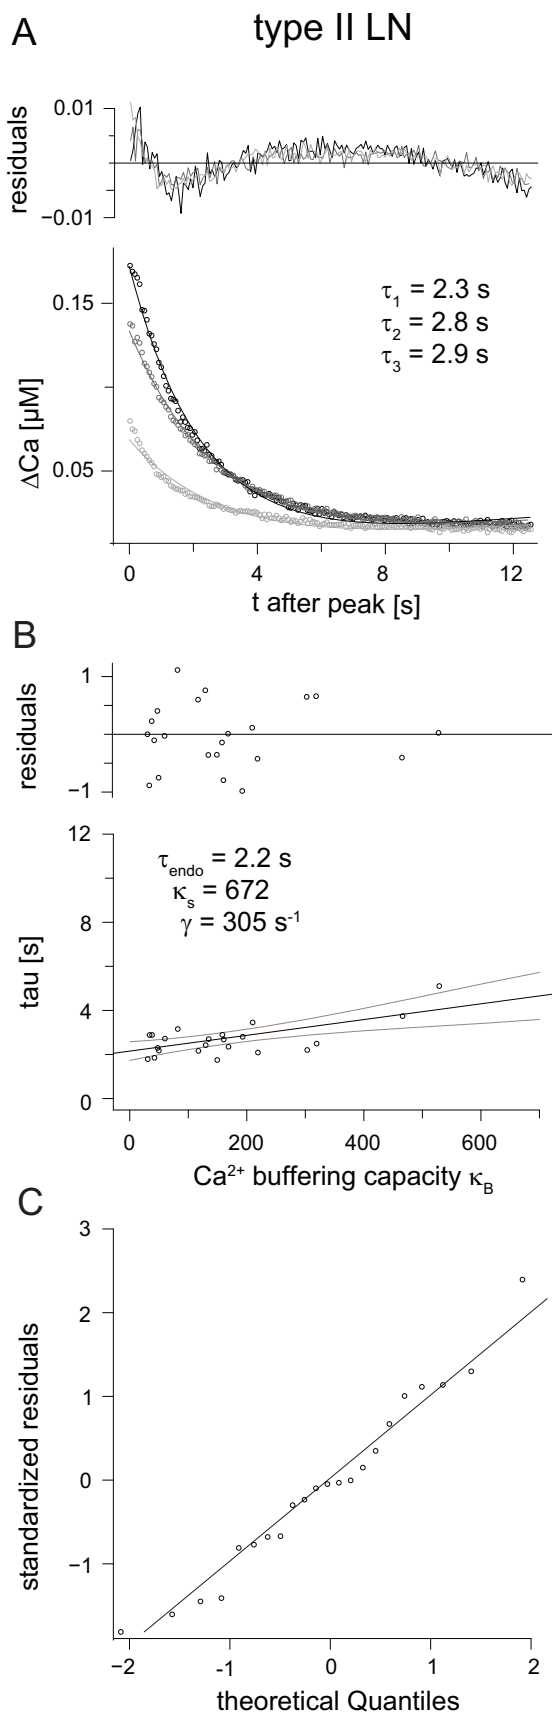 A
type II LN
residuals
0.01
−0.01
ΔCa [µM]
0.15
0.05
τ1 = 2.3 s
τ2 = 2.8 s
τ3 = 2.9 s
0 4 8 12
t after peak [s]
B
residuals
1
−1
tau [s]
12
8
4
0
τendo = 2.2 s
κs = 672
γ = 305 s-1
0 200 400 600
Ca2+ buffering capacity κB
C
standardized residuals
3
2
1
0
−1
−2 -1 0 1 2
theoretical Quantiles